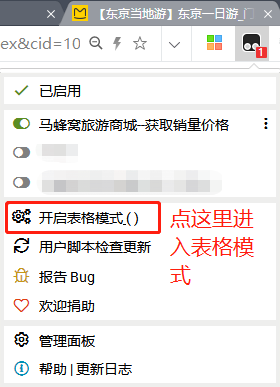 【东京当地游】东京一日游_
ex&cid=10
1
已启用
马蜂窝旅游商城--获取销量价格
开启表格模式_( )
点这里进
入表格模
式
用户脚本检查更新
报告 Bug
欢迎捐助
管理面板
帮助 | 更新日志